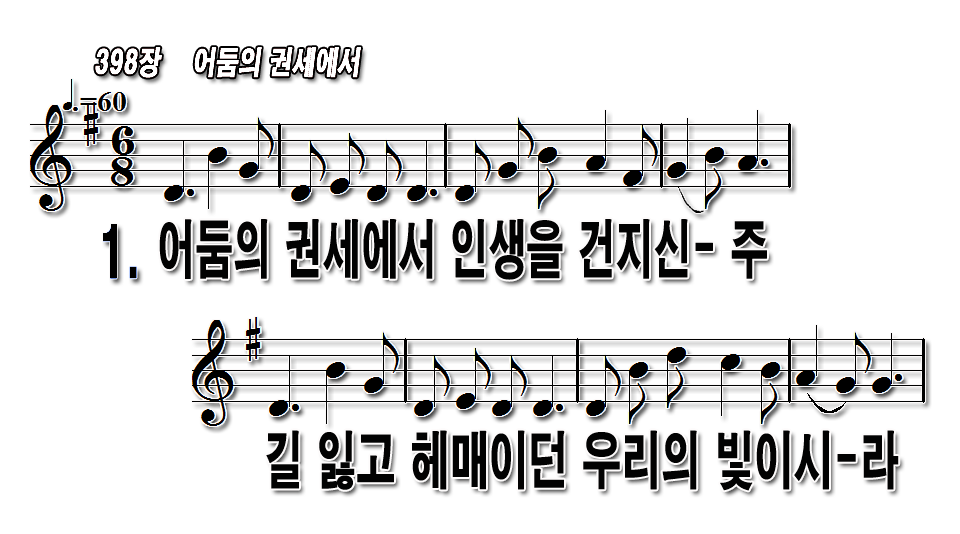 398장 어둠의 권세에서
♩.=60
6
8
1. 어둠의 권세에서 인생을 건지신- 주
길 잃고 헤매이던 우리의 빛이시-라